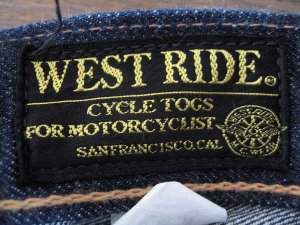 WEST RIDE®
CYCLE TOGS
FOR MOTORCYCLIST
SANFRANCISCO.CAL